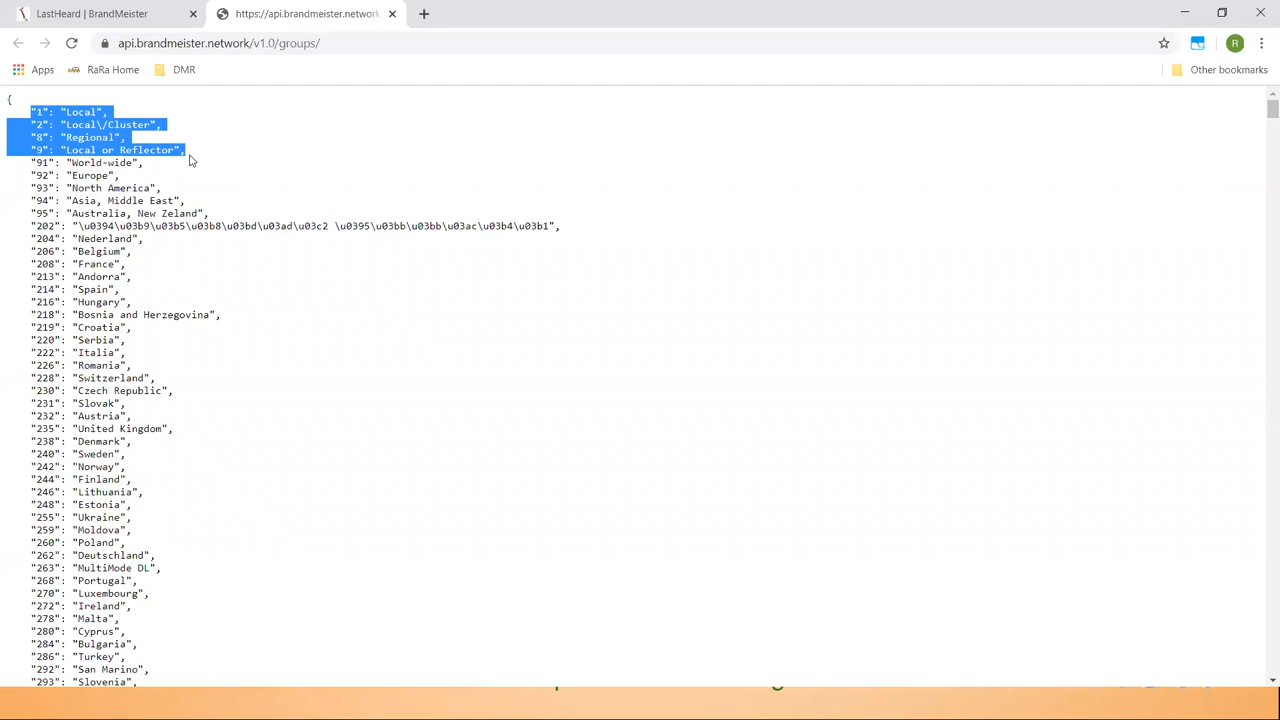 LastHeard | BrandMeister
https://api.brandmeister.network
api.brandmeister.network/v1.0/groups/
R
Apps
RaRa Home
DMR
Other bookmarks
{
"1": "Local",
"2": "Local\/Cluster",
"8": "Regional",
"9": "Local or Reflector",
"91": "World-wide",
"92": "Europe",
"93": "North America",
"94": "Asia, Middle East",
"95": "Australia, New Zeland",
"202": "\u0394\u03b9\u03b5\u03b8\u03bd\u03ad\u03c2 \u0395\u03bb\u03bb\u03ac\u03b4\u03b1",
"204": "Nederland",
"206": "Belgium",
"208": "France",
"213": "Andorra",
"214": "Spain",
"216": "Hungary",
"218": "Bosnia and Herzegovina",
"219": "Croatia",
"220": "Serbia",
"222": "Italia",
"226": "Romania",
"228": "Switzerland",
"230": "Czech Republic",
"231": "Slovak",
"232": "Austria",
"235": "United Kingdom",
"238": "Denmark",
"240": "Sweden",
"242": "Norway",
"244": "Finland",
"246": "Lithuania",
"248": "Estonia",
"255": "Ukraine",
"259": "Moldova",
"260": "Poland",
"262": "Deutschland",
"263": "MultiMode DL",
"268": "Portugal",
"270": "Luxembourg",
"272": "Ireland",
"278": "Malta",
"280": "Cyprus",
"284": "Bulgaria",
"286": "Turkey",
"292": "San Marino",
"293": "Slovenia",